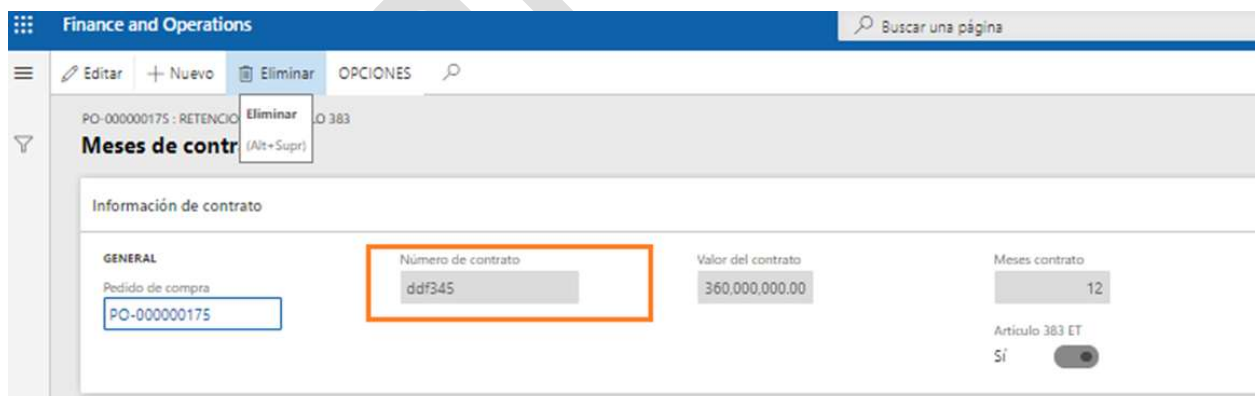 Finance and Operations
Buscar una página
Editar
Nuevo
Eliminar
OPCIONES
PO-000000175 : RETENCIO
O 383
Eliminar
(Alt+Supr)
Meses de contr
Información de contrato
GENERAL
Pedido de compra
PO-000000175
Número de contrato
ddf345
Valor del contrato
360,000,000.00
Meses contrato
12
Artículo 383 ET
Sí